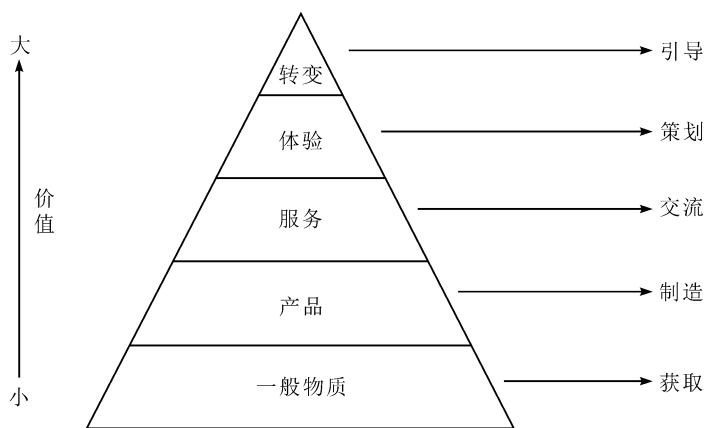 大
引导
转变
体验
策划
价值
服务
交流
产品
制造
一般物质
获取
小